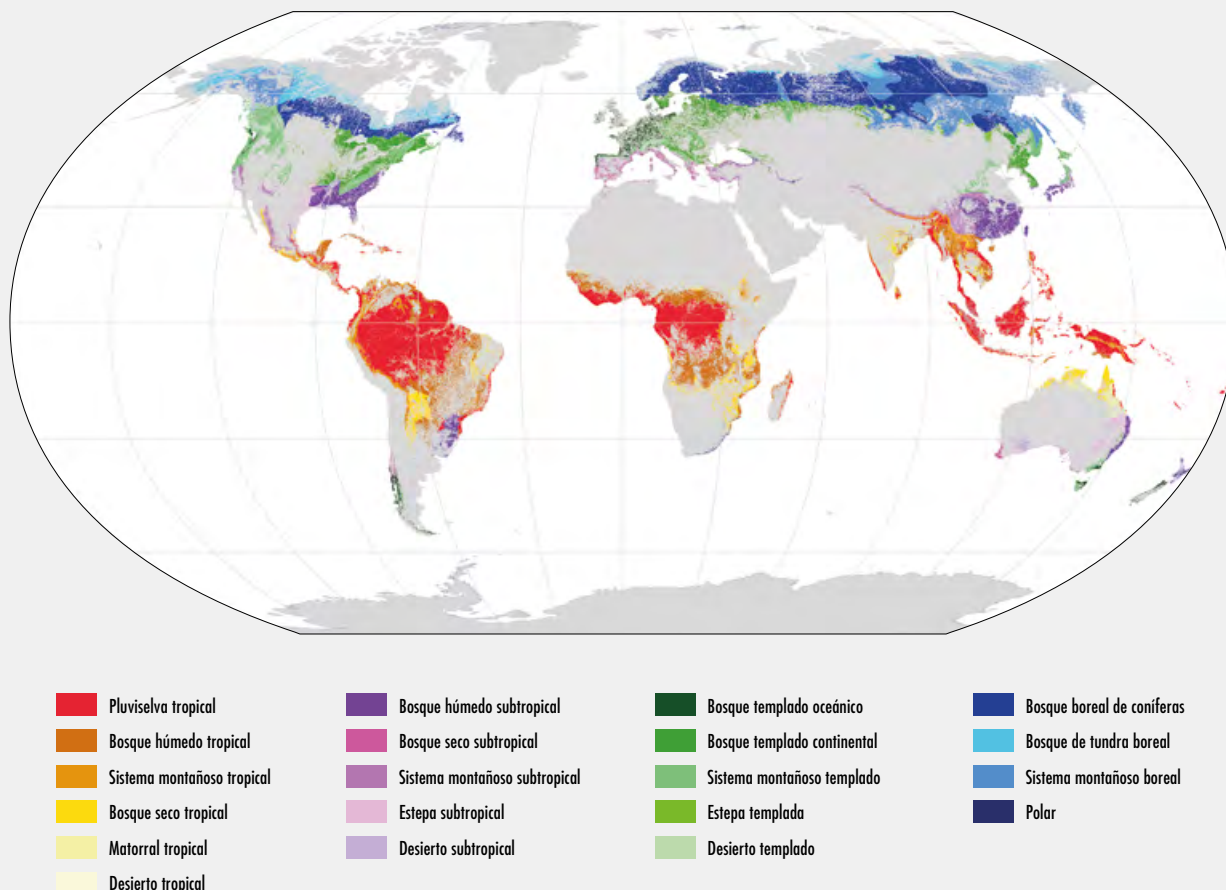 Pluviselva tropical
Bosque húmedo tropical
Sistema montañoso tropical
Bosque seco tropical
Matorral tropical
Desierto tropical
Bosque húmedo subtropical
Bosque seco subtropical
Sistema montañoso subtropical
Estepa subtropical
Desierto subtropical
Bosque templado oceánico
Bosque templado continental
Sistema montañoso templado
Estepa templada
Desierto templado
Bosque boreal de coníferas
Bosque de tundra boreal
Sistema montañoso boreal
Polar